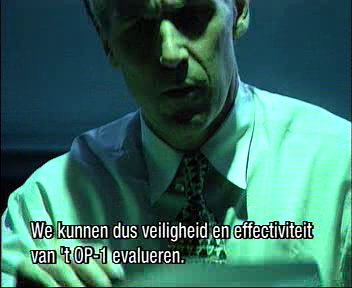 We kunnen dus veiligheid en effectiviteit
van 't OP-1 evalueren.